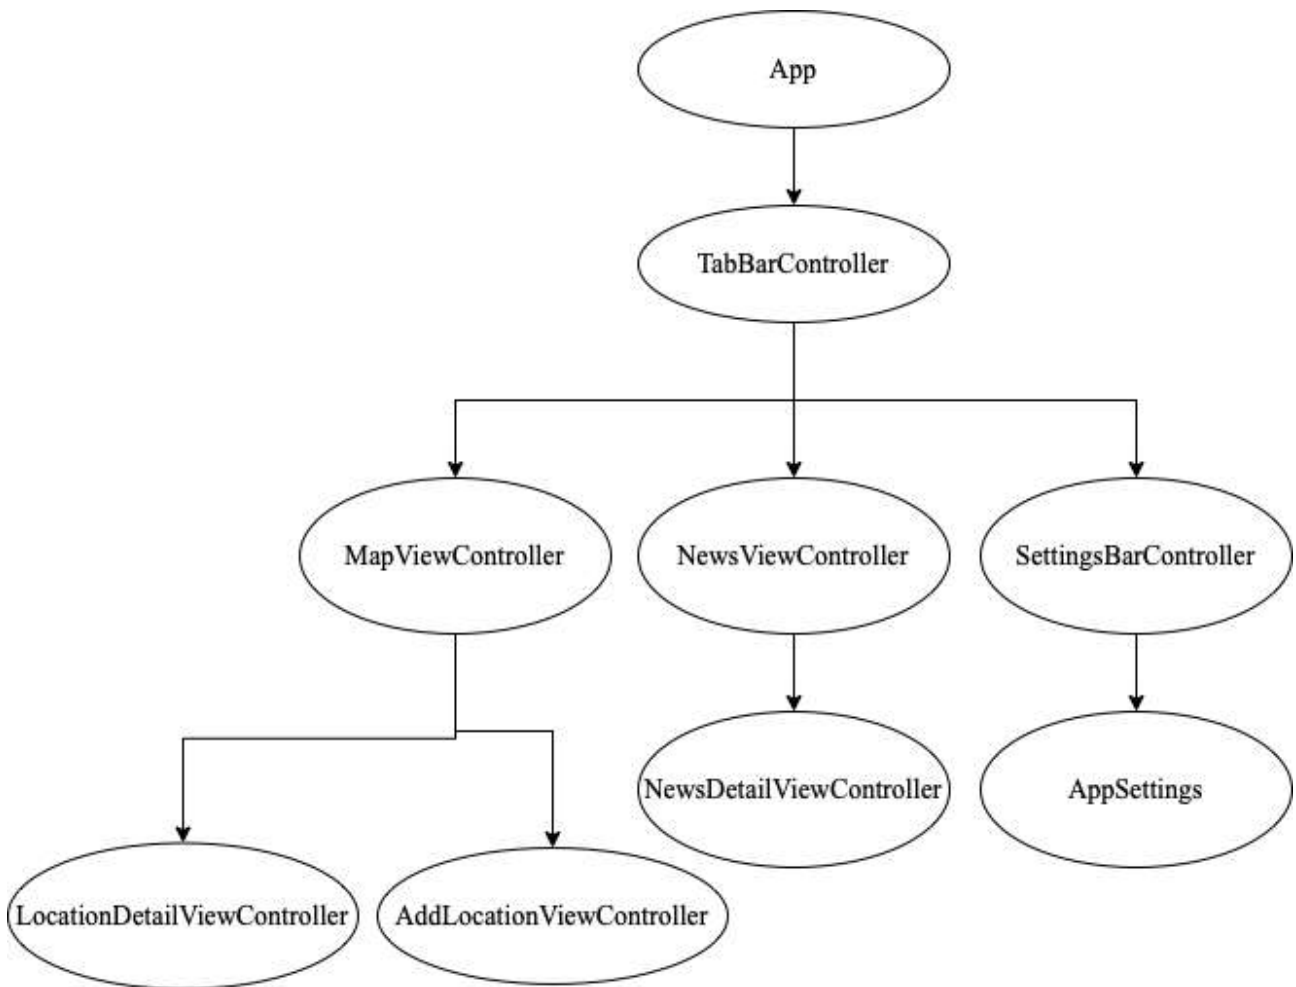 App
TabBarController
MapViewController
NewsViewController
SettingsBarController
NewsDetailViewController
AppSettings
LocationDetailViewController
AddLocationViewController